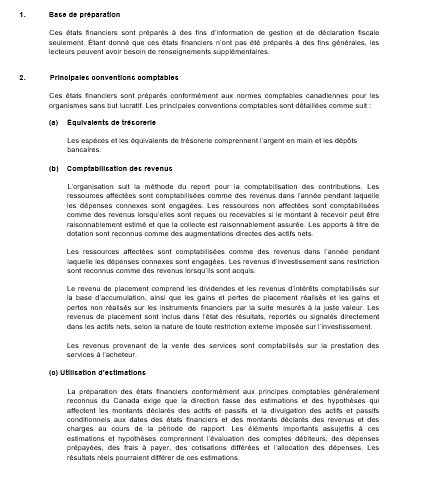 1. Base de préparation
Ces états financiers sont préparés à des fins d'information de gestion et de déclaration fiscale
seulement. Étant donné que ces états financiers n'ont pas été préparés à des fins générales, les
lecteurs peuvent avoir besoin de renseignements supplémentaires.
2. Principales conventions comptables
Ces états financiers sont préparés conformément aux normes comptables canadiennes pour les
organismes sans but lucratif. Les principales conventions comptables sont détaillées comme suit :
(a) Équivalents de trésorerie
Les espèces et les équivalents de trésorerie comprennent l'argent en main et les dépôts
bancaires.
(b) Comptabilisation des revenus
L'organisation suit la méthode du report pour la comptabilisation des contributions. Les
ressources affectées sont comptabilisées comme des revenus dans l'année pendant laquelle
les dépenses connexes sont engagées. Les ressources non affectées sont comptabilisées
comme des revenus lorsqu'elles sont reçues ou recevables si le montant à recevoir peut être
raisonnablement estimé et que la collecte est raisonnablement assurée. Les apports à titre de
dotation sont reconnus comme des augmentations directes des actifs nets.
Les ressources affectées sont comptabilisées comme des revenus dans l'année pendant
laquelle les dépenses connexes sont engagées. Les revenus d'investissement sans restriction
sont reconnus comme des revenus lorsqu'ils sont acquis.
Le revenu de placement comprend les dividendes et les revenus d'intérêts comptabilisés sur
la base d'accumulation, ainsi que les gains et pertes de placement réalisés et les gains et
pertes non réalisés sur les instruments financiers par la suite mesurés à la juste valeur. Les
revenus de placement sont inclus dans l'état des résultats, reportés ou signalés directement
dans les actifs nets, selon la nature de toute restriction externe imposée sur l'investissement.
Les revenus provenant de la vente des services sont comptabilisés sur la prestation des
services à l'acheteur.
(c) Utilisation d'estimations
La préparation des états financiers conformément aux principes comptables généralement
reconnus du Canada exige que la direction fasse des estimations et des hypothèses qui
affectent les montants déclarés des actifs et passifs et la divulgation des actifs et passifs
conditionnels aux dates des états financiers et des montants déclarés des revenus et des
charges au cours de la période de rapport. Les éléments importants assujettis à ces
estimations et hypothèses comprennent l'évaluation des comptes débiteurs, des dépenses
prépayées, des frais à payer, des cotisations différées et l'allocation des dépenses. Les
résultats réels pourraient différer de ces estimations.